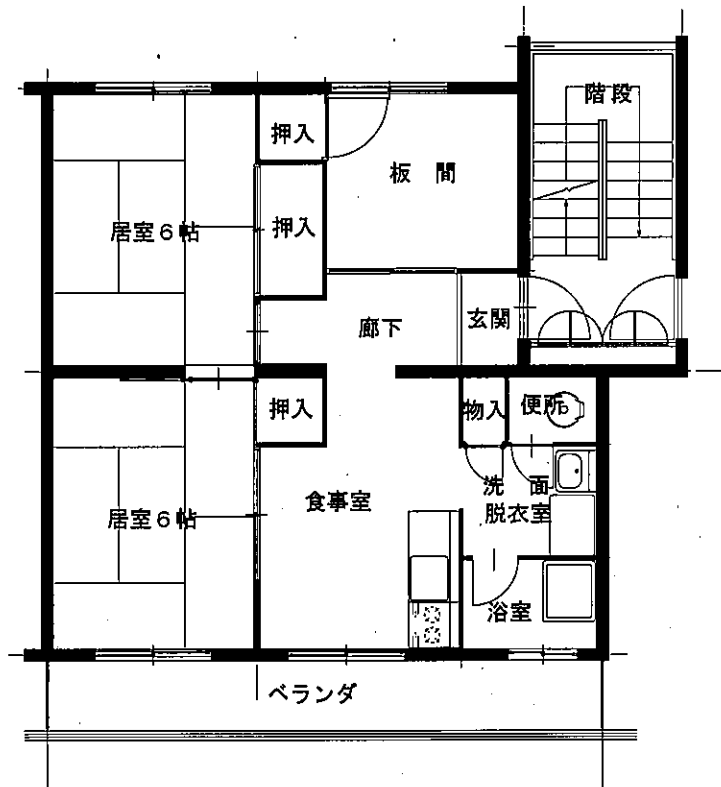 階段
押入
板 間
押入
居室6帖
玄関
廊下
押入
物入
便所
洗 面
脱衣室
食事室
居室6帖
浴室
ベランダ